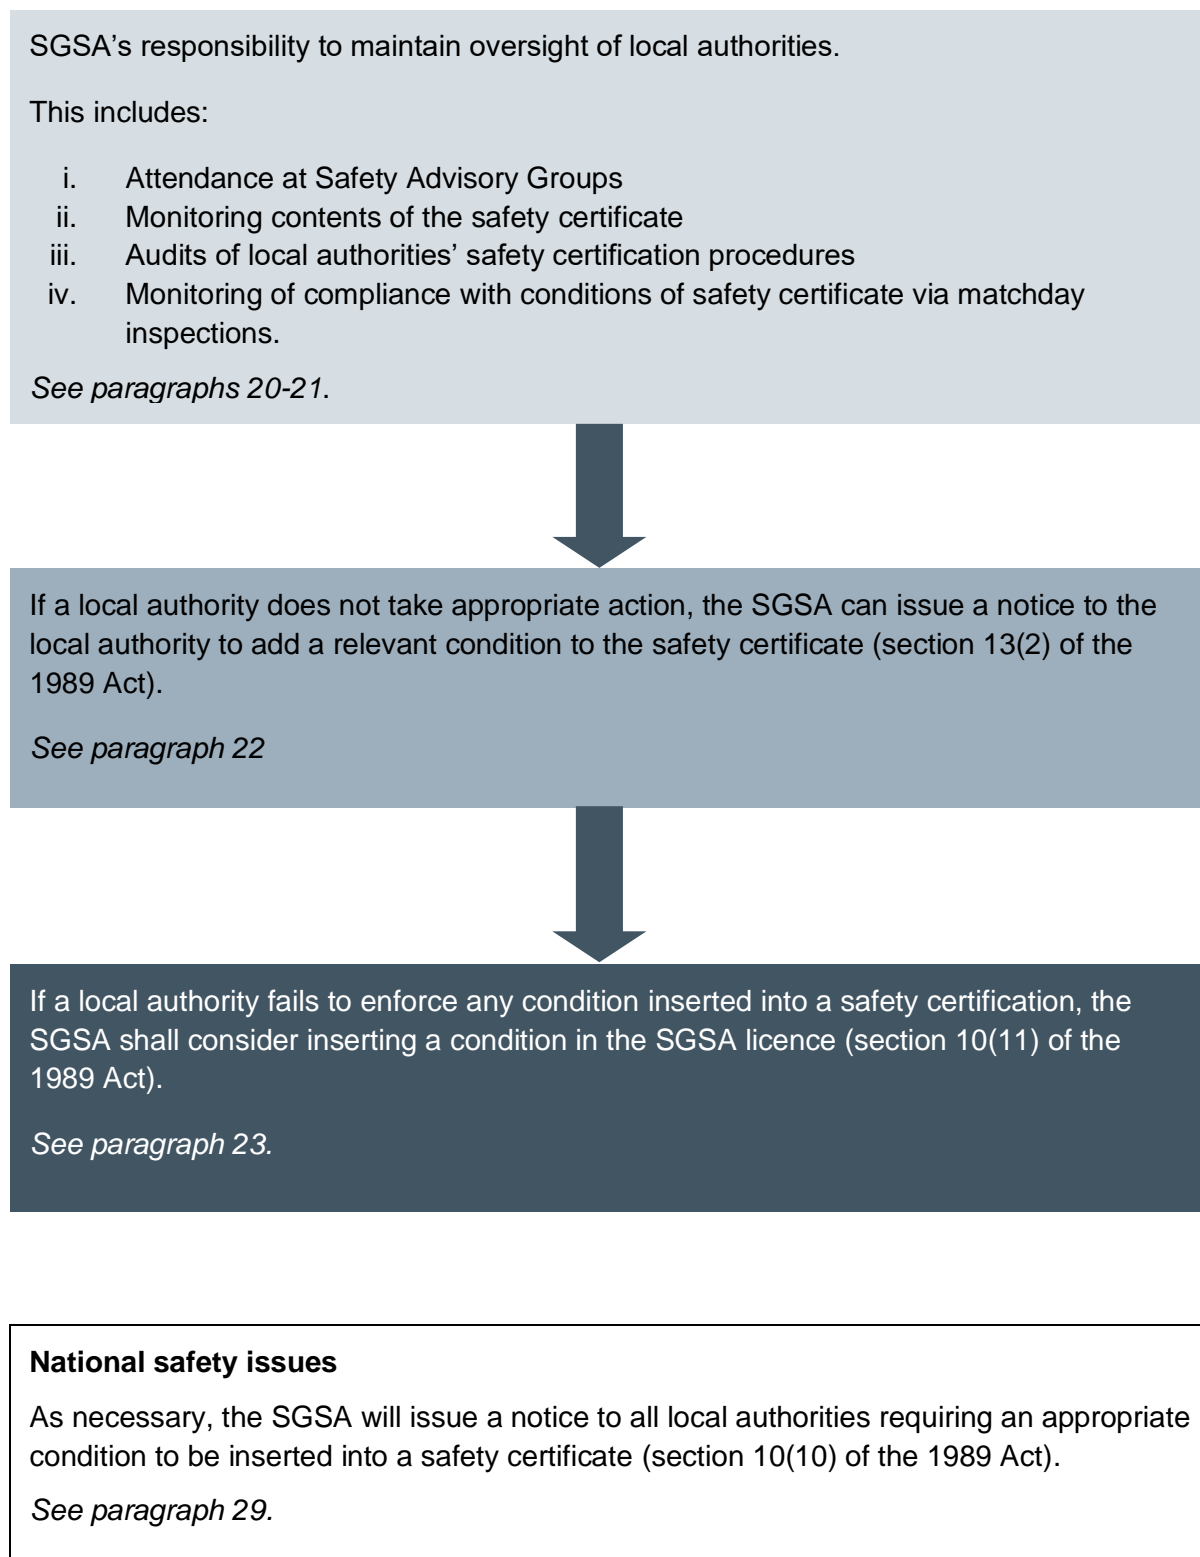 SGSA’s responsibility to maintain oversight of local authorities.
This includes:
i. Attendance at Safety Advisory Groups
ii. Monitoring contents of the safety certificate
iii. Audits of local authorities’ safety certification procedures
iv. Monitoring of compliance with conditions of safety certificate via matchday
inspections.
See paragraphs 20-21.
If a local authority does not take appropriate action, the SGSA can issue a notice to the
local authority to add a relevant condition to the safety certificate (section 13(2) of the
1989 Act).
See paragraph 22
If a local authority fails to enforce any condition inserted into a safety certification, the
SGSA shall consider inserting a condition in the SGSA licence (section 10(11) of the
1989 Act).
See paragraph 23.
National safety issues
As necessary, the SGSA will issue a notice to all local authorities requiring an appropriate
condition to be inserted into a safety certificate (section 10(10) of the 1989 Act).
See paragraph 29.